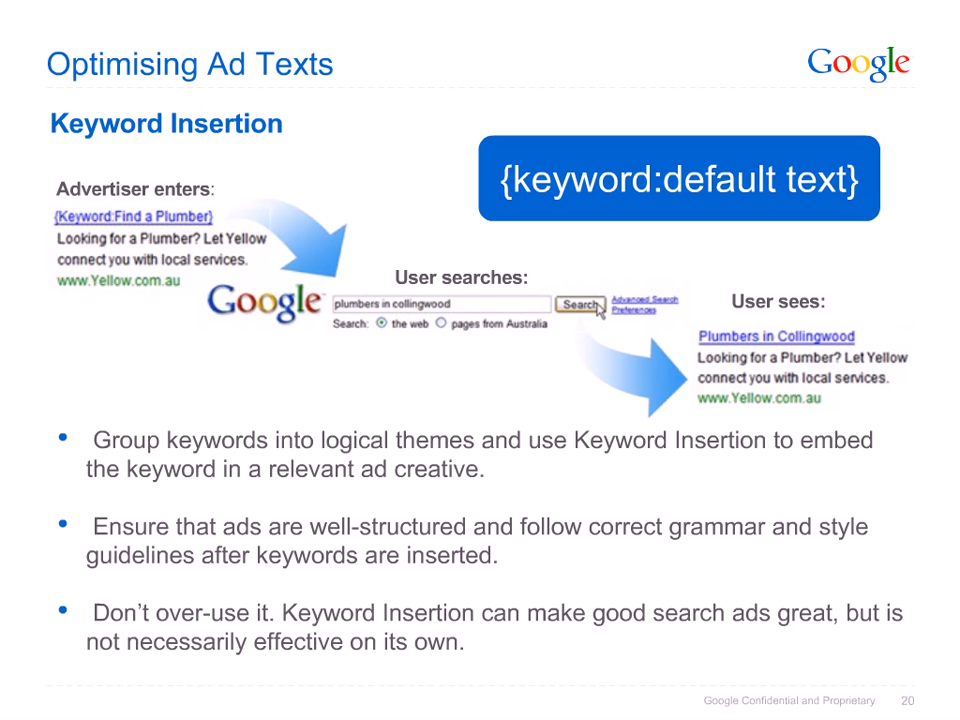 Optimising Ad Texts
Google
Keyword Insertion
{keyword:default text}
Advertiser enters:
{Keyword:Find a Plumber}
Looking for a Plumber? Let Yellow
connect you with local services.
www.Yellow.com.au
User searches:
Google
plumbers in collingwood
Search
Advanced Search
Preferences
Search: the web pages from Australia
User sees:
Plumbers in Collingwood
Looking for a Plumber? Let Yellow
connect you with local services.
www.Yellow.com.au
• Group keywords into logical themes and use Keyword Insertion to embed
the keyword in a relevant ad creative.
• Ensure that ads are well-structured and follow correct grammar and style
guidelines after keywords are inserted.
• Don’t over-use it. Keyword Insertion can make good search ads great, but is
not necessarily effective on its own.
Google Confidential and Proprietary 20